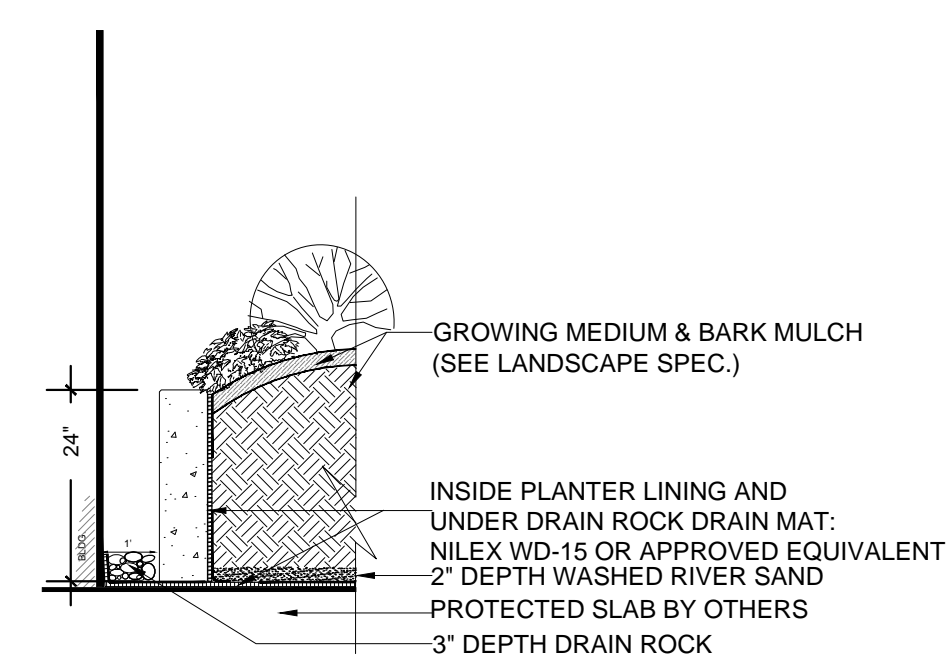 GROWING MEDIUM & BARK MULCH
(SEE LANDSCAPE SPEC.)
24"
INSIDE PLANTER LINING AND
UNDER DRAIN ROCK DRAIN MAT:
NILEX WD-15 OR APPROVED EQUIVALENT
BLDG.
1'
2" DEPTH WASHED RIVER SAND
PROTECTED SLAB BY OTHERS
3" DEPTH DRAIN ROCK